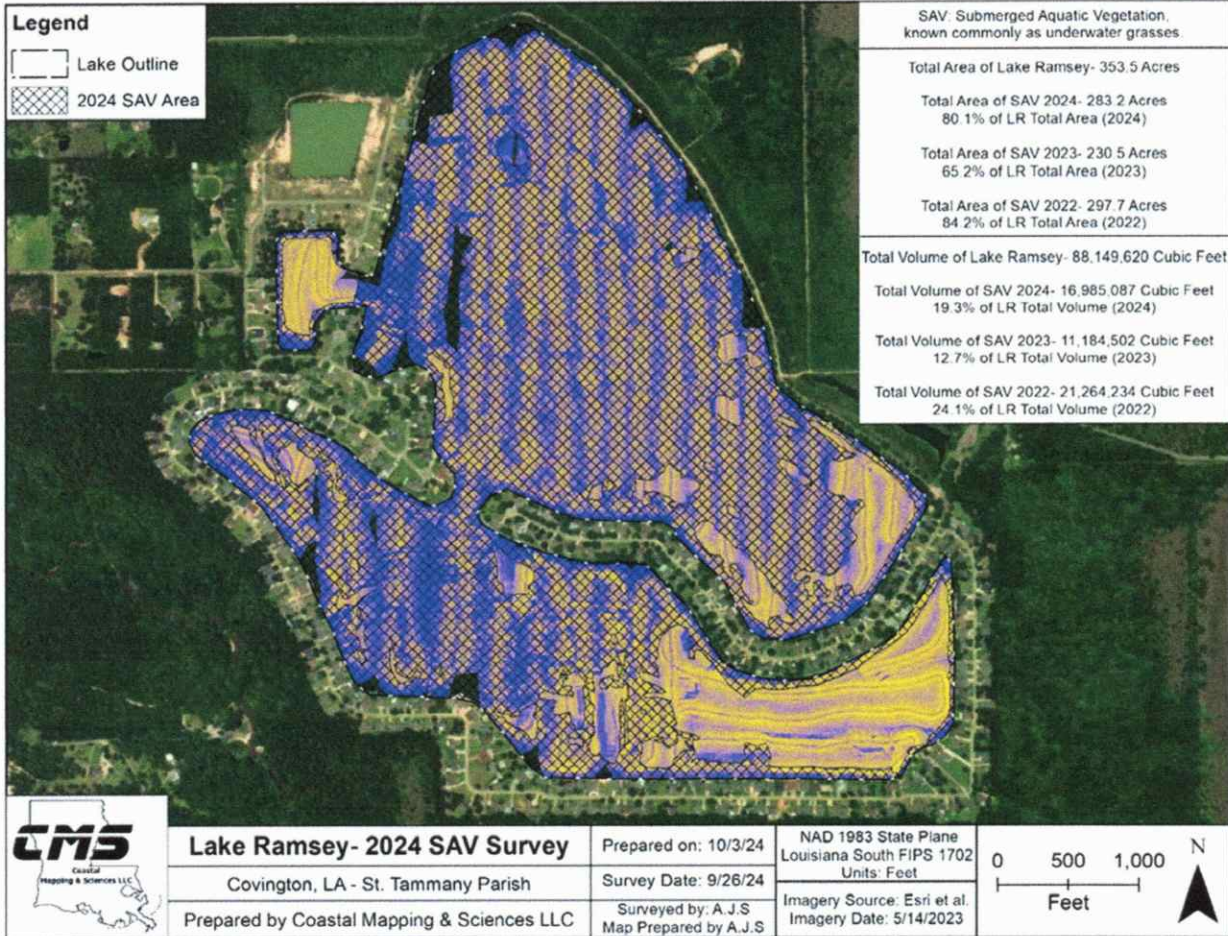 Legend
Lake Outline
2024 SAV Area
SAV: Submerged Aquatic Vegetation,
known commonly as underwater grasses.
Total Area of Lake Ramsey- 353.5 Acres
Total Area of SAV 2024- 283.2 Acres
80.1% of LR Total Area (2024)
Total Area of SAV 2023- 230.5 Acres
65.2% of LR Total Area (2023)
Total Area of SAV 2022- 297.7 Acres
84.2% of LR Total Area (2022)
Total Volume of Lake Ramsey- 88,149,620 Cubic Feet
Total Volume of SAV 2024- 16,985,087 Cubic Feet
19.3% of LR Total Volume (2024)
Total Volume of SAV 2023- 11,184,502 Cubic Feet
12.7% of LR Total Volume (2023)
Total Volume of SAV 2022- 21,264,234 Cubic Feet
24.1% of LR Total Volume (2022)
CMS
Coastal
Mapping & Sciences LLC
Lake Ramsey- 2024 SAV Survey
Covington, LA - St. Tammany Parish
Prepared by Coastal Mapping & Sciences LLC
Prepared on: 10/3/24
Survey Date: 9/26/24
Surveyed by: A.J.S
Map Prepared by A.J.S
NAD 1983 State Plane
Louisiana South FIPS 1702
Units: Feet
Imagery Source: Esri et al.
Imagery Date: 5/14/2023
0 500 1,000
Feet
N